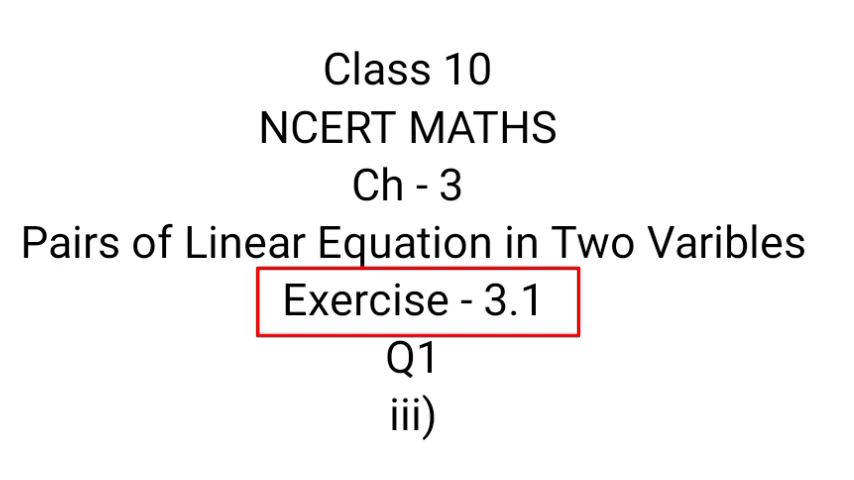 Class 10
NCERT MATHS
Ch - 3
Pairs of Linear Equation in Two Varibles
Exercise - 3.1
Q1
iii)